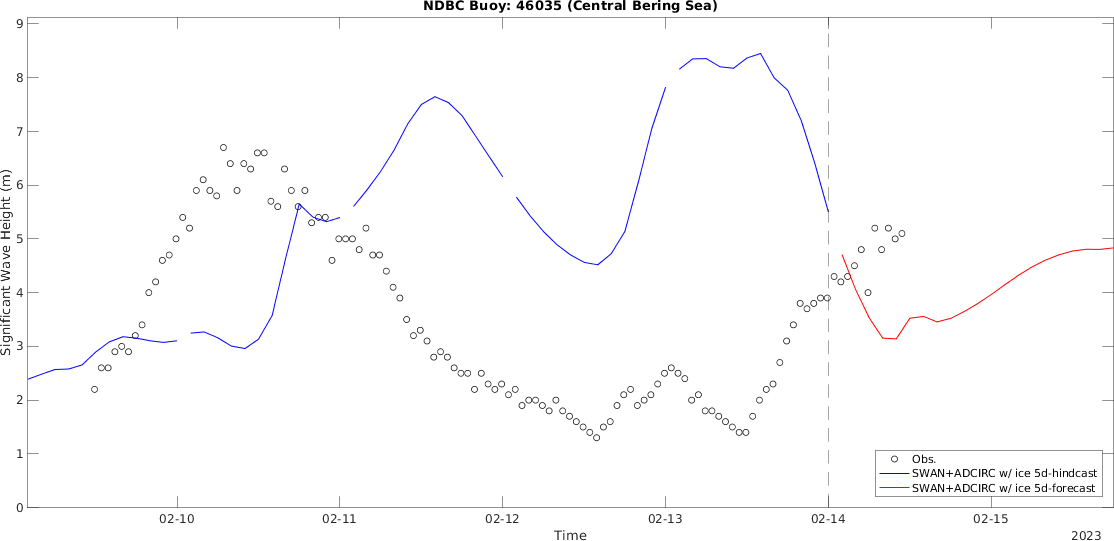 NDBC Buoy: 46035 (Central Bering Sea)
9
8
7
6
5
4
3
2
1
0
Significant Wave Height (m)
02-10 02-11 02-12 02-13 02-14 02-15
Time
2023
Obs.
SWAN+ADCIRC w/ ice 5d-hindcast
SWAN+ADCIRC w/ ice 5d-forecast